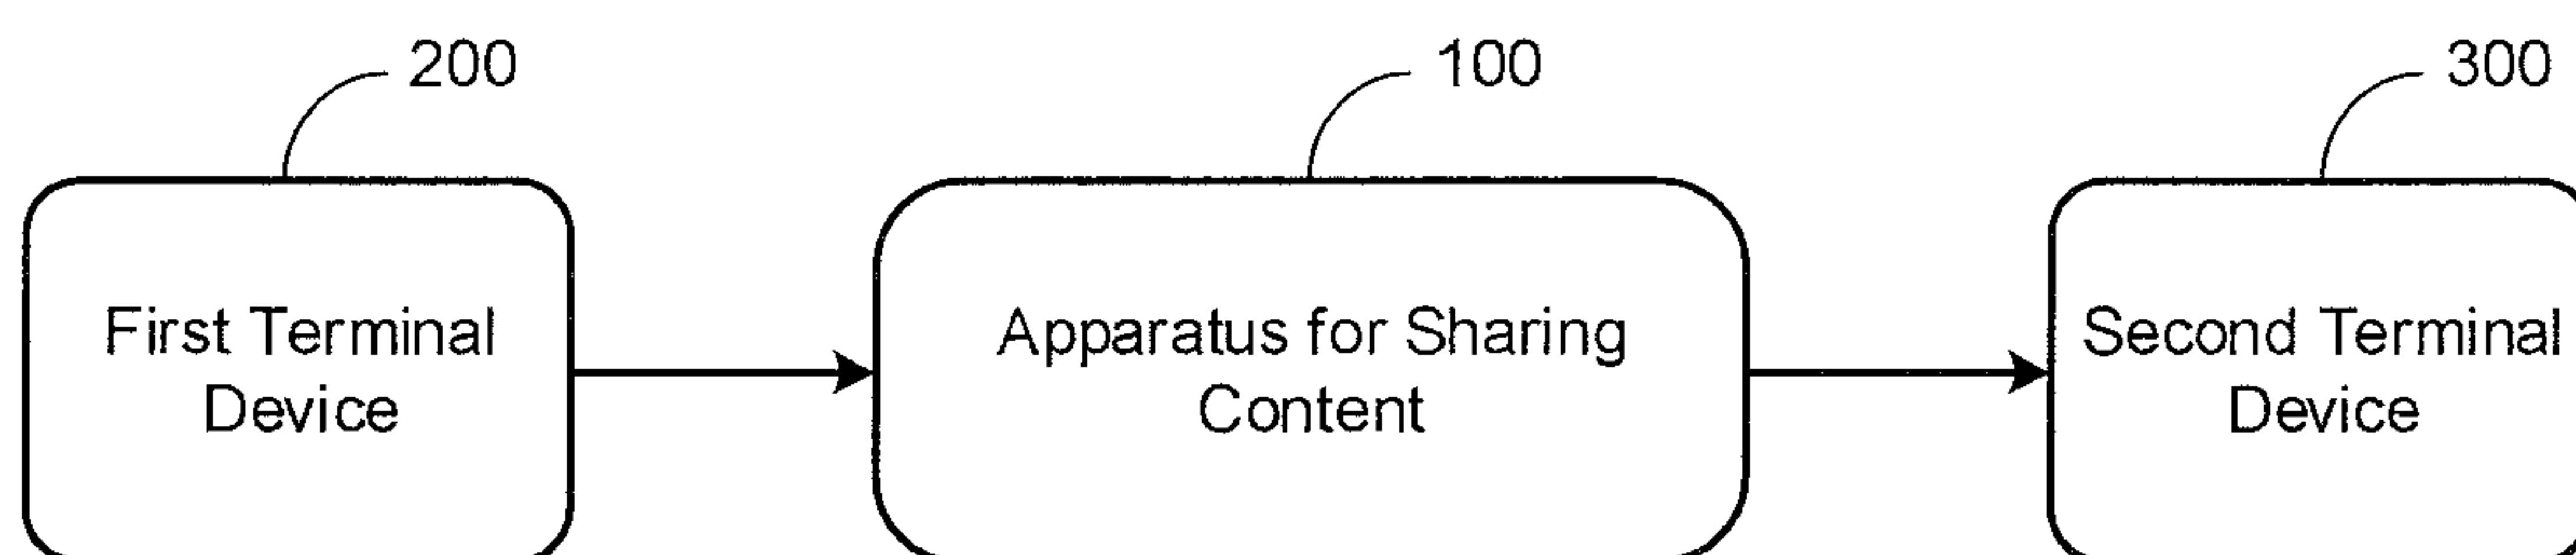 200
100
300
First Terminal
Device
Apparatus for Sharing
Content
Second Terminal
Device